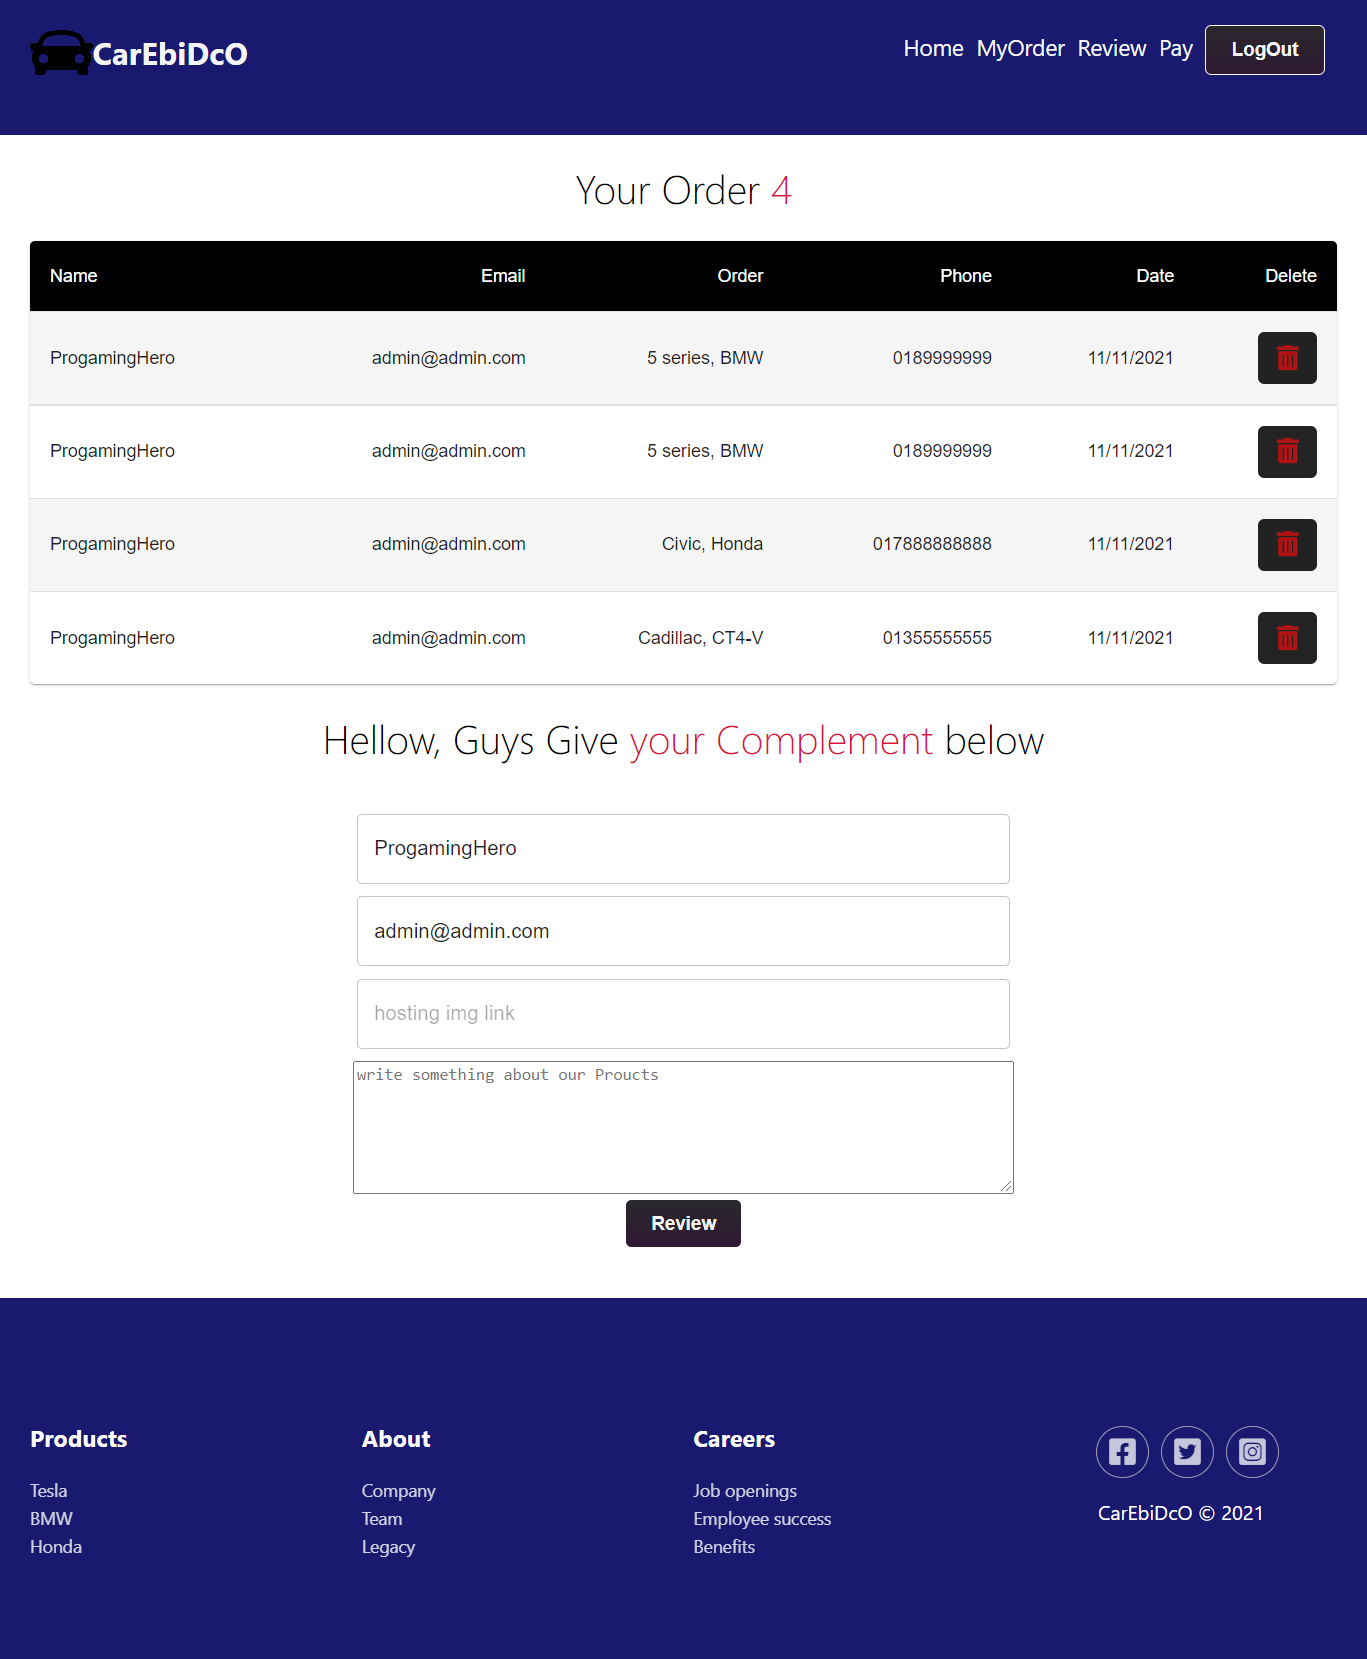 CarEbiDcO
Home MyOrder Review Pay LogOut
Your Order 4
Name Email Order Phone Date Delete
ProgamingHero admin@admin.com 5 series, BMW 0189999999 11/11/2021
ProgamingHero admin@admin.com 5 series, BMW 0189999999 11/11/2021
ProgamingHero admin@admin.com Civic, Honda 017888888888 11/11/2021
ProgamingHero admin@admin.com Cadillac, CT4-V 01355555555 11/11/2021
Hellow, Guys Give your Complement below
ProgamingHero
admin@admin.com
hosting img link
write something about our Proucts
Review
Products
Tesla
BMW
Honda
About
Company
Team
Legacy
Careers
Job openings
Employee success
Benefits
CarEbiDcO © 2021